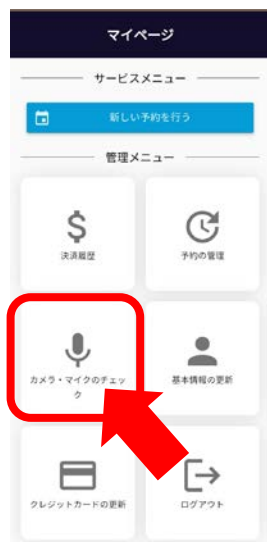 マイページ
サービスメニュー
新しい予約を行う
管理メニュー
決済履歴
予約の管理
カメラ・マイクのチェッ
ク
基本情報の更新
クレジットカードの更新
ログアウト